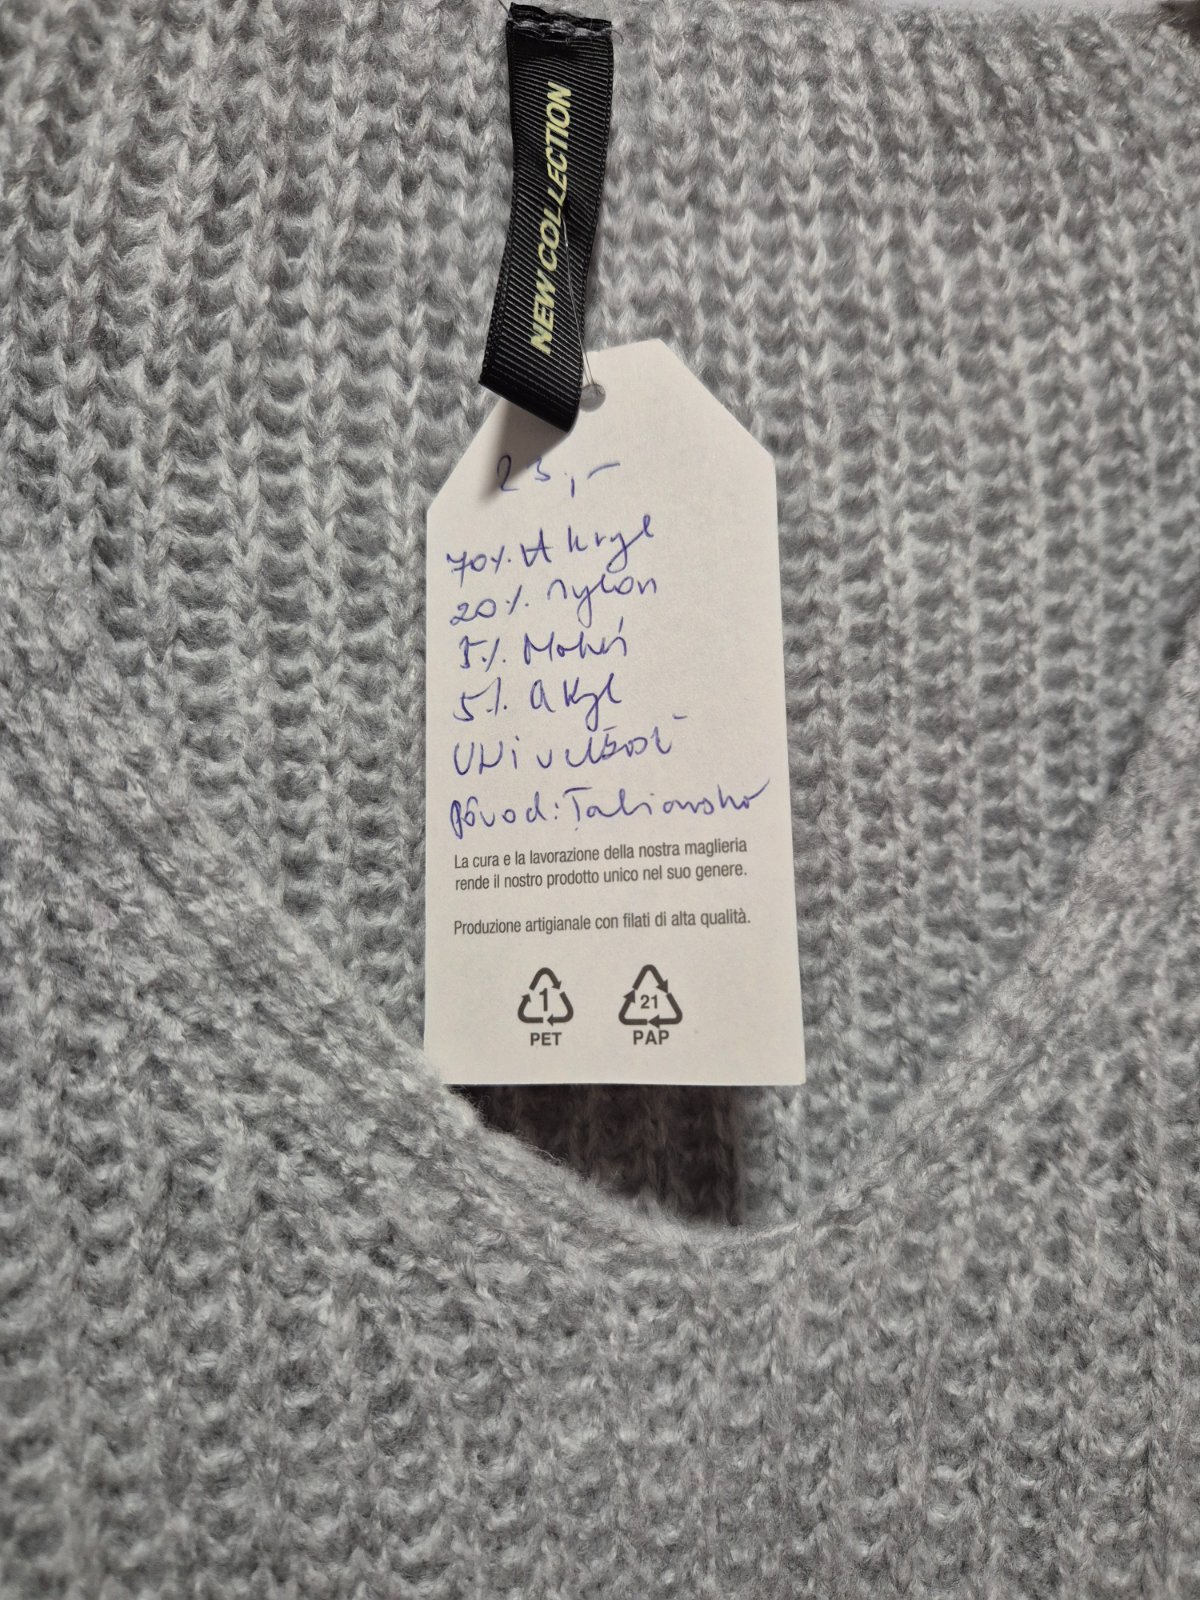 NEW COLLECTION
23,-
70% Akryl
20% nylon
5% Mohér
5% akyl
UNi veľkosť
Pôvod: Taliansko
La cura e la lavorazione della nostra maglieria
rende il nostro prodotto unico nel suo genere.
Produzione artigianale con filati di alta qualità.
1 21
PET PAP